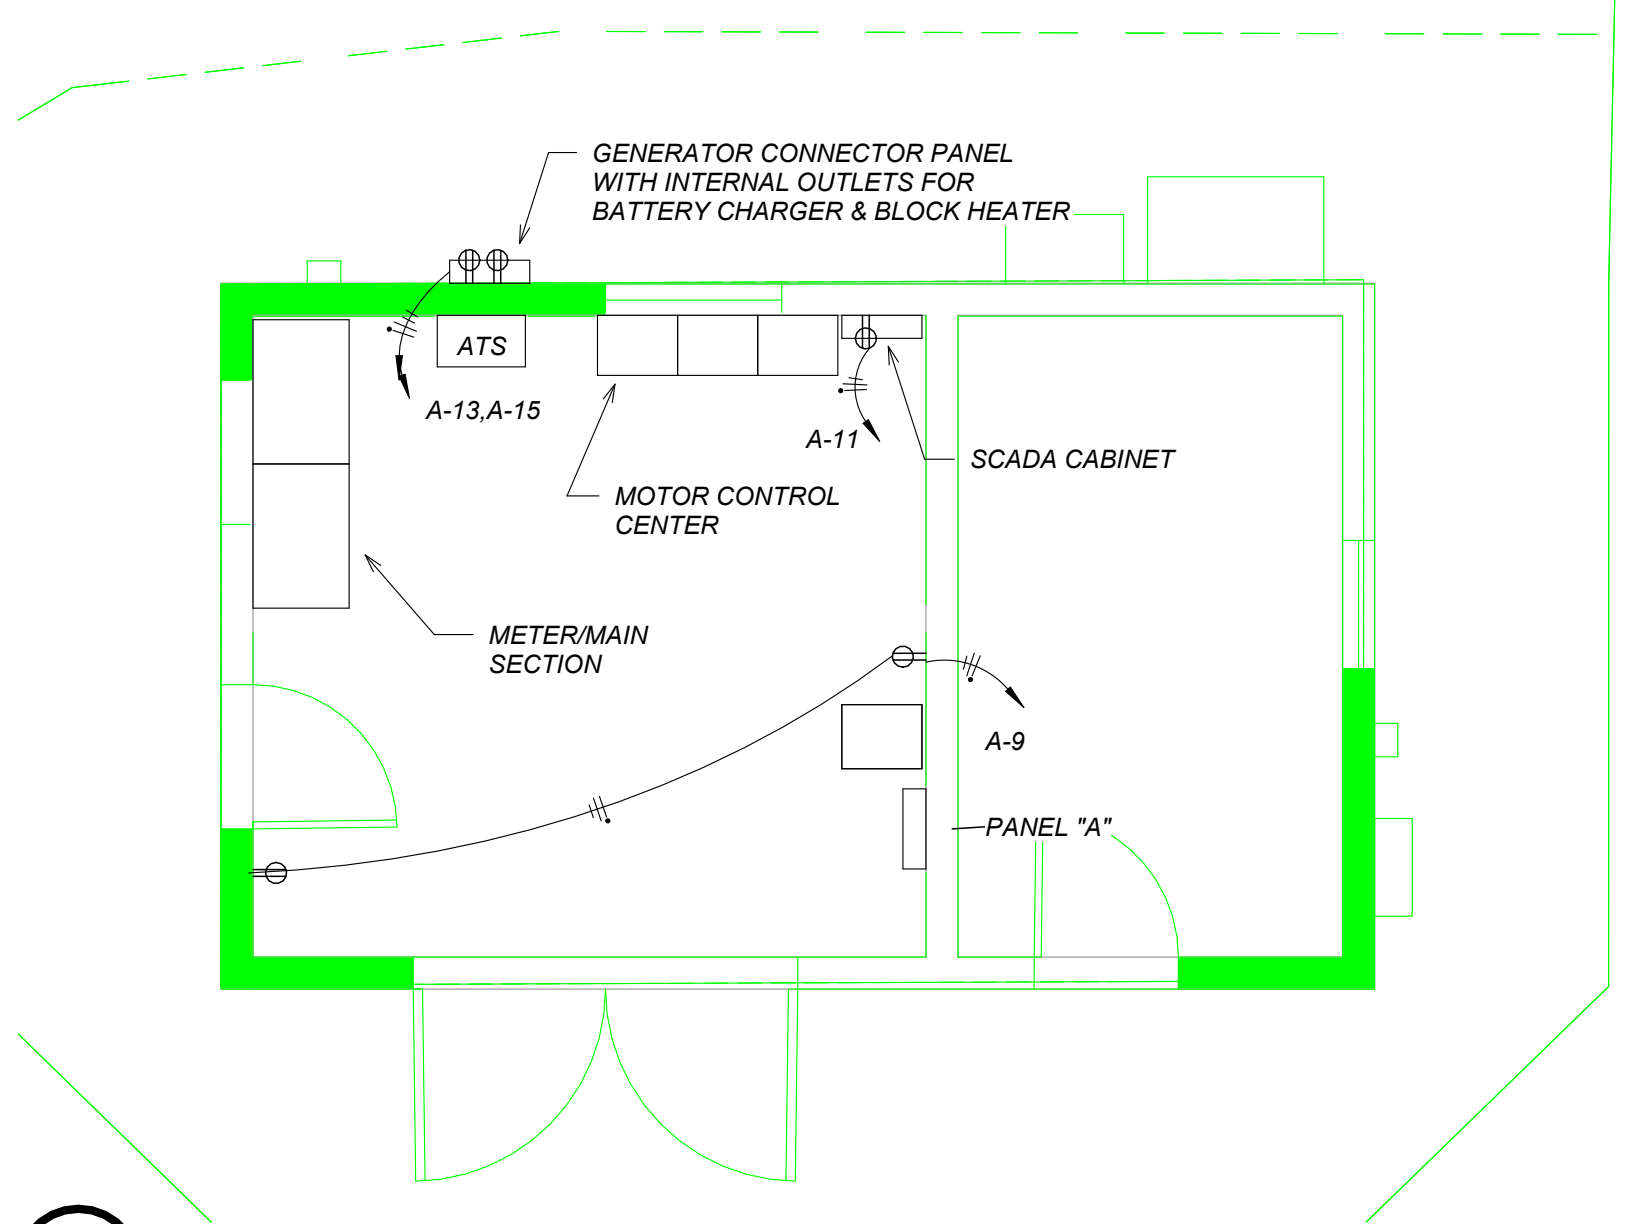 GENERATOR CONNECTOR PANEL
WITH INTERNAL OUTLETS FOR
BATTERY CHARGER & BLOCK HEATER
ATS
A-13,A-15
A-11
SCADA CABINET
MOTOR CONTROL
CENTER
METER/MAIN
SECTION
A-9
PANEL "A"